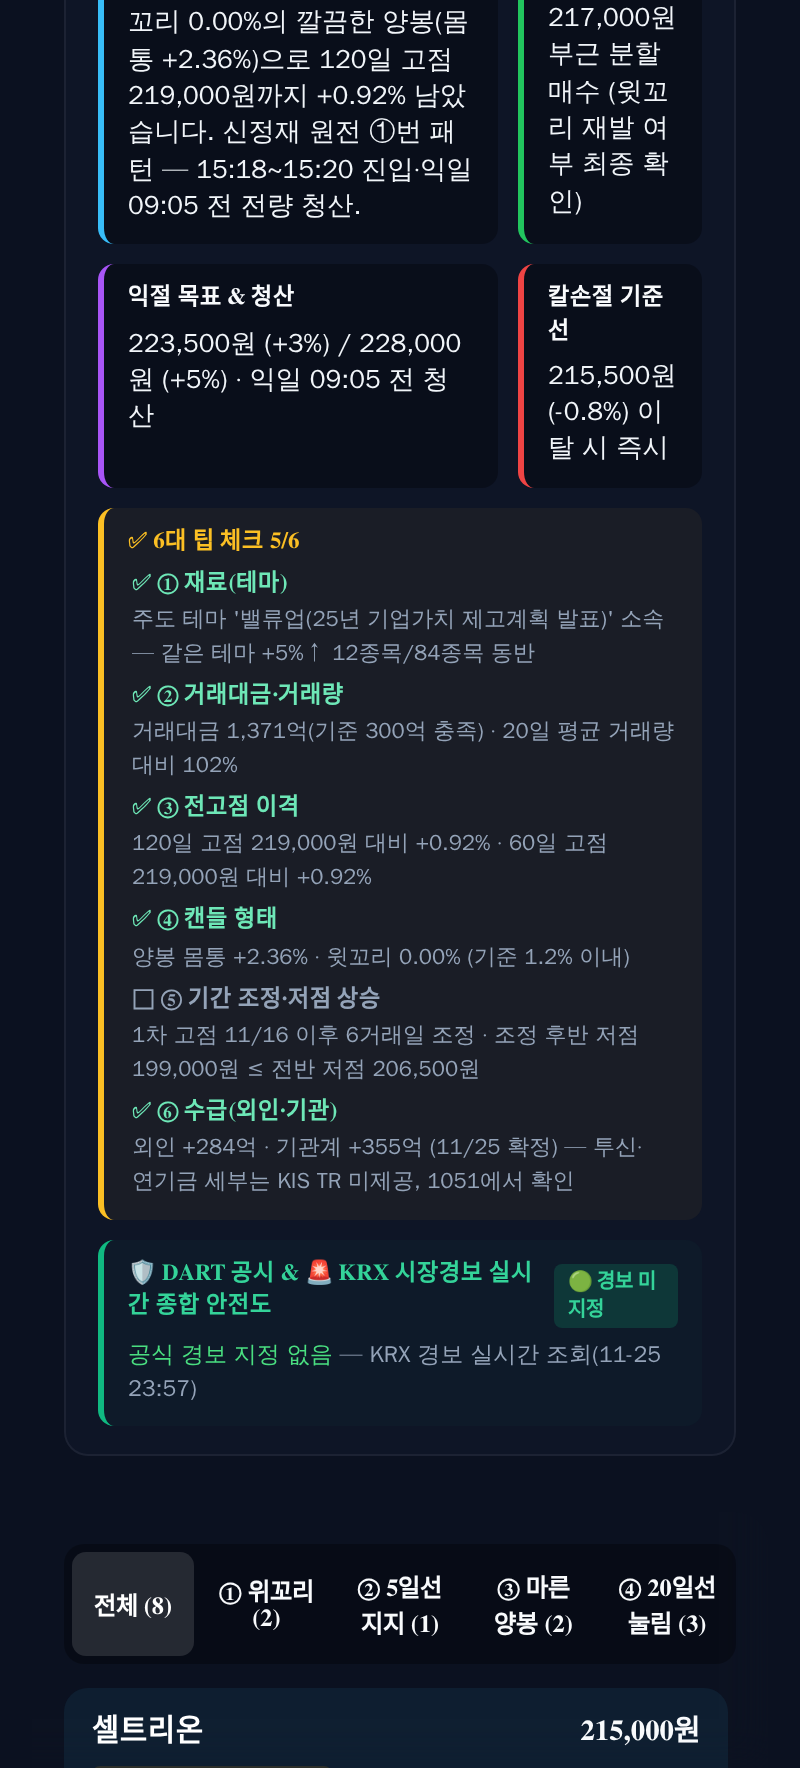 꼬리 0.00%의 깔끔한 양봉(몸
통 +2.36%)으로 120일 고점
219,000원까지 +0.92% 남았
습니다. 신정재 원전 ①번 패
턴 — 15:18~15:20 진입·익일
09:05 전 전량 청산.
217,000원
부근 분할
매수 (윗꼬
리 재발 여
부 최종 확
인)
익절 목표 & 청산
223,500원 (+3%) / 228,000
원 (+5%) · 익일 09:05 전 청
산
칼손절 기준
선
215,500원
(-0.8%) 이
탈 시 즉시
✅ 6대 팁 체크 5/6
✅ ① 재료(테마)
주도 테마 '밸류업(25년 기업가치 제고계획 발표)' 소속
— 같은 테마 +5%↑ 12종목/84종목 동반
✅ ② 거래대금·거래량
거래대금 1,371억(기준 300억 충족) · 20일 평균 거래량
대비 102%
✅ ③ 전고점 이격
120일 고점 219,000원 대비 +0.92% · 60일 고점
219,000원 대비 +0.92%
✅ ④ 캔들 형태
양봉 몸통 +2.36% · 윗꼬리 0.00% (기준 1.2% 이내)
☐ ⑤ 기간 조정·저점 상승
1차 고점 11/16 이후 6거래일 조정 · 조정 후반 저점
199,000원 ≤ 전반 저점 206,500원
✅ ⑥ 수급(외인·기관)
외인 +284억 · 기관계 +355억 (11/25 확정) — 투신·
연기금 세부는 KIS TR 미제공, 1051에서 확인
🛡️ DART 공시 & 🚨 KRX 시장경보 실시
간 종합 안전도
🟢 경보 미
지정
공식 경보 지정 없음 — KRX 경보 실시간 조회(11-25
23:57)
전체 (8)
① 위꼬리
(2)
② 5일선
지지 (1)
③ 마른
양봉 (2)
④ 20일선
눌림 (3)
셀트리온
215,000원